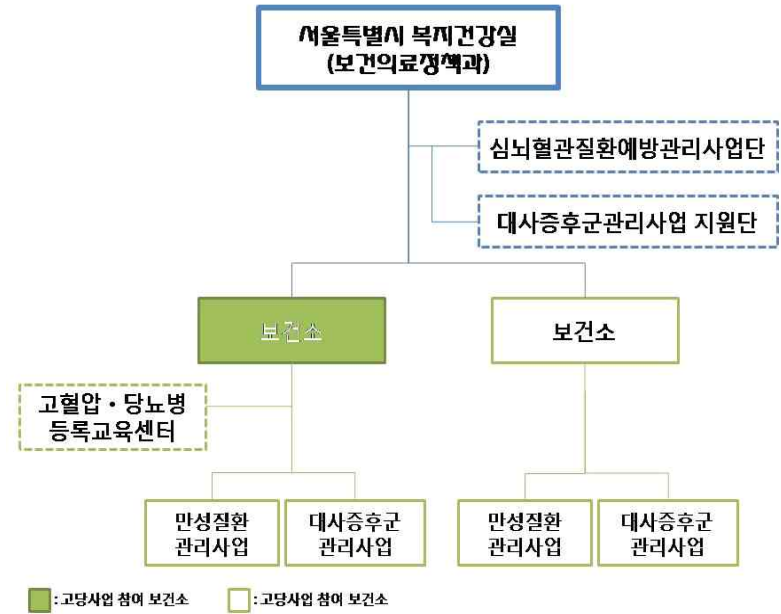 서울특별시 복지건강실
(보건의료정책과)
심뇌혈관질환예방관리사업단
대사증후군관리사업 지원단
보건소
보건소
고혈압・당뇨병
등록교육센터
만성질환
관리사업
대사증후군
관리사업
만성질환
관리사업
대사증후군
관리사업
: 고당사업 참여 보건소
: 고당사업 참여 보건소